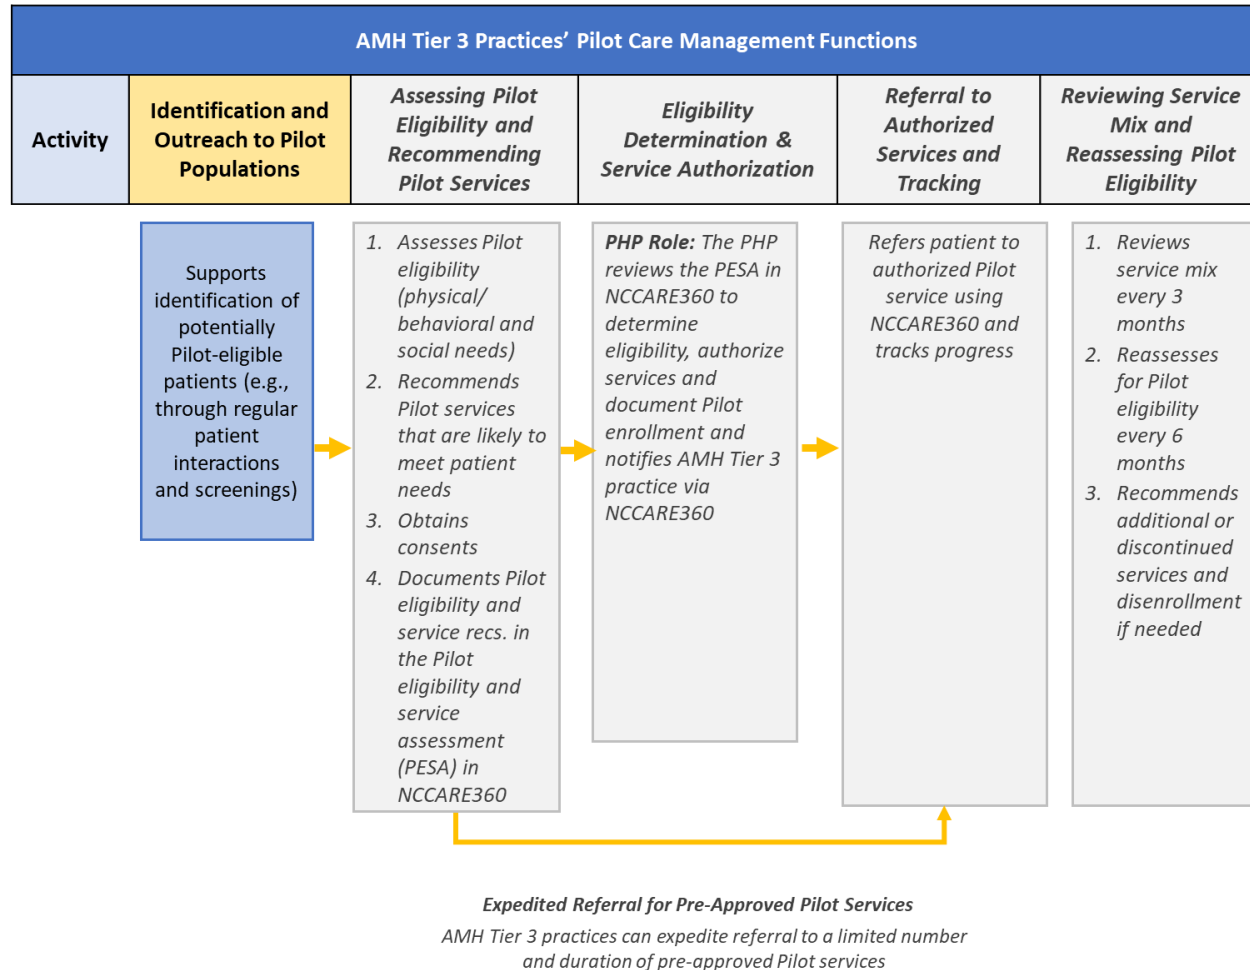 AMH Tier 3 Practices’ Pilot Care Management Functions
Activity
Identification and
Outreach to Pilot
Populations
Assessing Pilot
Eligibility and
Recommending
Pilot Services
Eligibility
Determination &
Service Authorization
Referral to
Authorized
Services and
Tracking
Reviewing Service
Mix and
Reassessing Pilot
Eligibility
Supports
identification of
potentially
Pilot-eligible
patients (e.g.,
through regular
patient
interactions
and screenings)
1. Assesses Pilot
eligibility
(physical/
behavioral and
social needs)
2. Recommends
Pilot services
that are likely to
meet patient
needs
3. Obtains
consents
4. Documents Pilot
eligibility and
service recs. in
the Pilot
eligibility and
service
assessment
(PESA) in
NCCARE360
PHP Role: The PHP
reviews the PESA in
NCCARE360 to
determine
eligibility, authorize
services and
document Pilot
enrollment and
notifies AMH Tier 3
practice via
NCCARE360
Refers patient to
authorized Pilot
service using
NCCARE360 and
tracks progress
1. Reviews
service mix
every 3
months
2. Reassesses
for Pilot
eligibility
every 6
months
3. Recommends
additional or
discontinued
services and
disenrollment
if needed
Expedited Referral for Pre-Approved Pilot Services
AMH Tier 3 practices can expedite referral to a limited number
and duration of pre-approved Pilot services